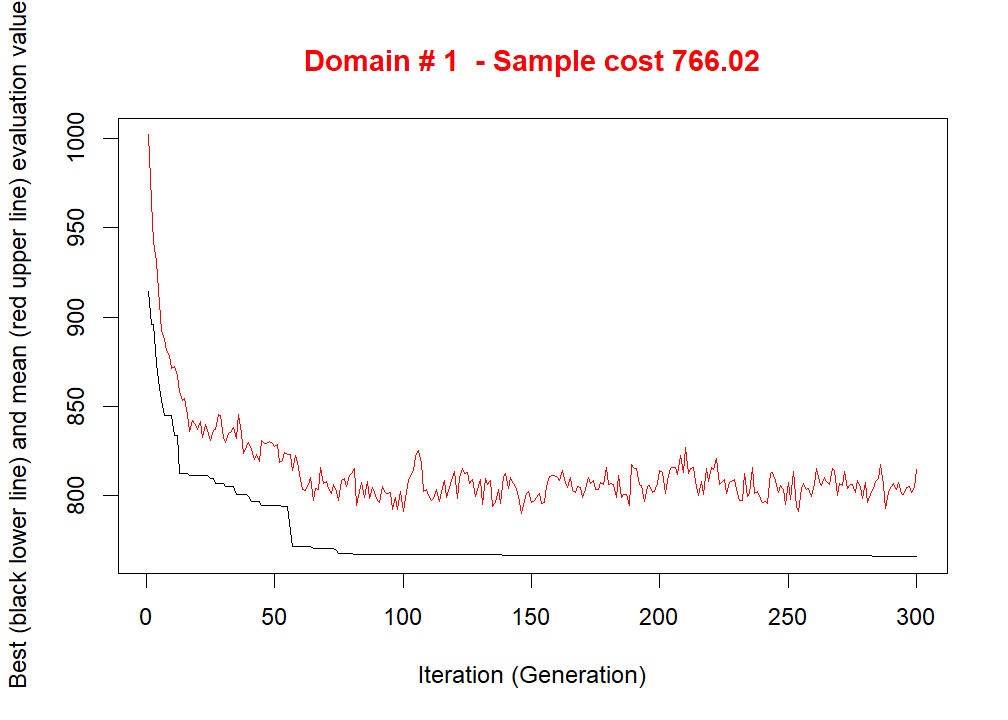 Domain # 1  - Sample cost 766.02
Best (black lower line) and mean (red upper line) evaluation value
1000
950
900
850
800
0 50 100 150 200 250 300
Iteration (Generation)